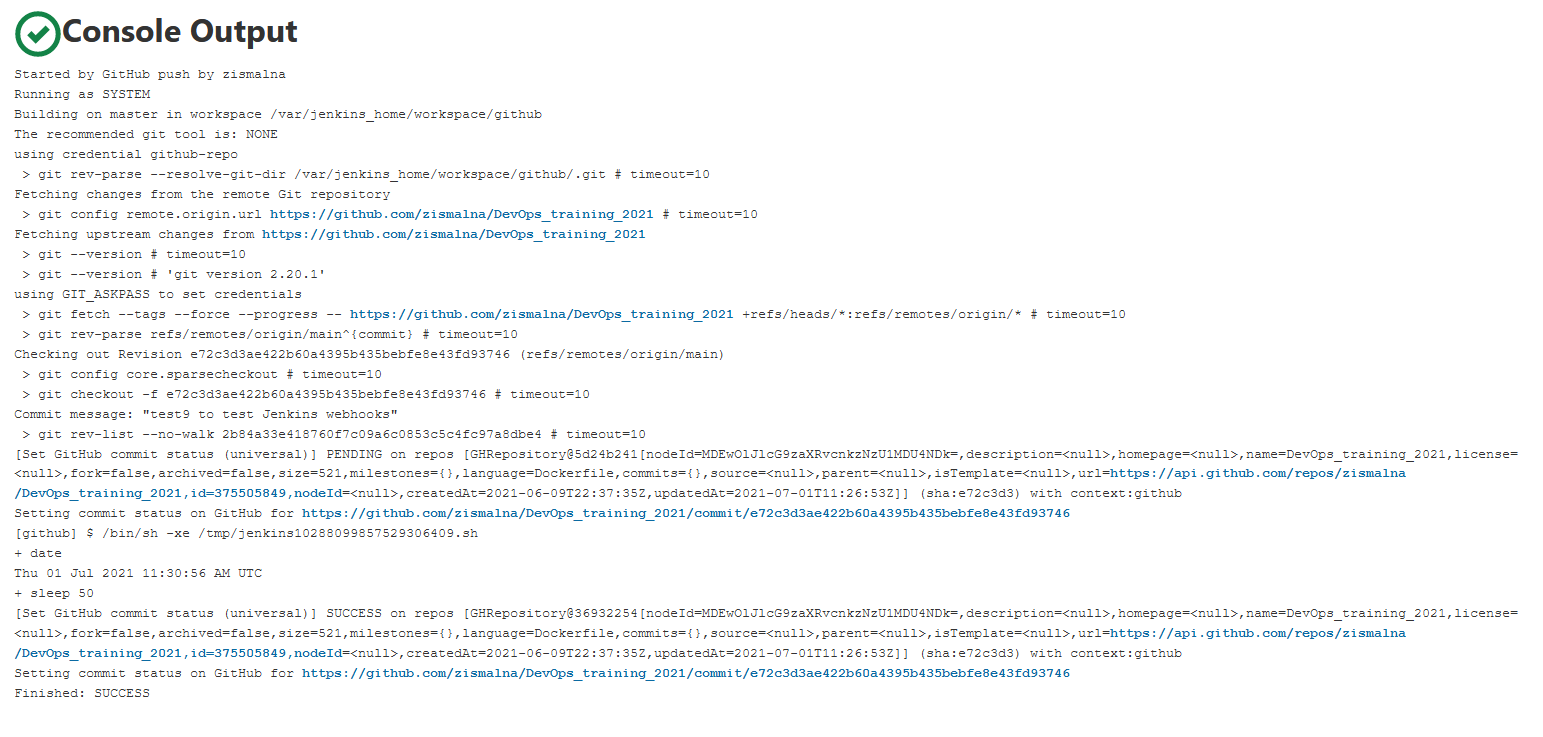 Console Output
Started by GitHub push by zismalna
Running as SYSTEM
Building on master in workspace /var/jenkins_home/workspace/github
The recommended git tool is: NONE
using credential github-repo
> git rev-parse --resolve-git-dir /var/jenkins_home/workspace/github/.git # timeout=10
Fetching changes from the remote Git repository
> git config remote.origin.url https://github.com/zismalna/DevOps_training_2021 # timeout=10
Fetching upstream changes from https://github.com/zismalna/DevOps_training_2021
> git --version # timeout=10
> git --version # 'git version 2.20.1'
using GIT_ASKPASS to set credentials
> git fetch --tags --force --progress -- https://github.com/zismalna/DevOps_training_2021 +refs/heads/*:refs/remotes/origin/* # timeout=10
> git rev-parse refs/remotes/origin/main^{commit} # timeout=10
Checking out Revision e72c3d3ae422b60a4395b435bebfe8e43fd93746 (refs/remotes/origin/main)
> git config core.sparsecheckout # timeout=10
> git checkout -f e72c3d3ae422b60a4395b435bebfe8e43fd93746 # timeout=10
Commit message: "test9 to test Jenkins webhooks"
> git rev-list --no-walk 2b84a33e418760f7c09a6c0853c5c4fc97a8dbe4 # timeout=10
[Set GitHub commit status (universal)] PENDING on repos [GHRepository@5d24b241[nodeId=MDEwOlJlcG9zaXRvcnkzNzU1MDU4NDk=,description=<null>,homepage=<null>,name=DevOps_training_2021,license=
<null>,fork=false,archived=false,size=521,milestones={},language=Dockerfile,commits={},source=<null>,parent=<null>,isTemplate=<null>,url=https://api.github.com/repos/zismalna
/DevOps_training_2021,id=375505849,nodeId=<null>,createdAt=2021-06-09T22:37:35Z,updatedAt=2021-07-01T11:26:53Z]] (sha:e72c3d3) with context:github
Setting commit status on GitHub for https://github.com/zismalna/DevOps_training_2021/commit/e72c3d3ae422b60a4395b435bebfe8e43fd93746
[github] $ /bin/sh -xe /tmp/jenkins10288099857529306409.sh
+ date
Thu 01 Jul 2021 11:30:56 AM UTC
+ sleep 50
[Set GitHub commit status (universal)] SUCCESS on repos [GHRepository@36932254[nodeId=MDEwOlJlcG9zaXRvcnkzNzU1MDU4NDk=,description=<null>,homepage=<null>,name=DevOps_training_2021,license=
<null>,fork=false,archived=false,size=521,milestones={},language=Dockerfile,commits={},source=<null>,parent=<null>,isTemplate=<null>,url=https://api.github.com/repos/zismalna
/DevOps_training_2021,id=375505849,nodeId=<null>,createdAt=2021-06-09T22:37:35Z,updatedAt=2021-07-01T11:26:53Z]] (sha:e72c3d3) with context:github
Setting commit status on GitHub for https://github.com/zismalna/DevOps_training_2021/commit/e72c3d3ae422b60a4395b435bebfe8e43fd93746
Finished: SUCCESS